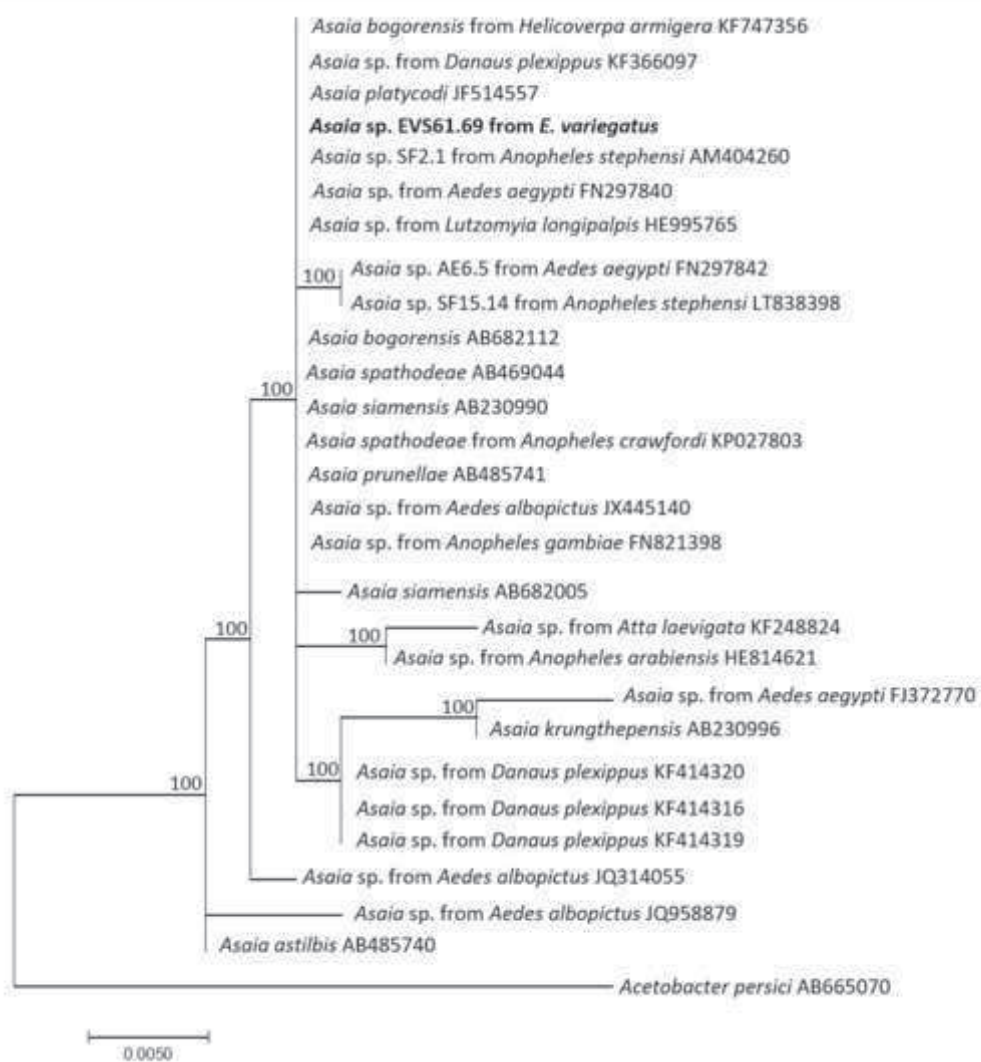 Asaia bogorensis from Helicoverpa armigera KF747356
Asaia sp. from Danaus plexippus KF366097
Asaia platycodi JF514557
Asaia sp. EVS61.69 from E. variegatus
Asaia sp. SF2.1 from Anopheles stephensi AM404260
Asaia sp. from Aedes aegypti FN297840
Asaia sp. from Lutzomyia longipalpis HE995765
100
Asaia sp. AE6.5 from Aedes aegypti FN297842
Asaia sp. SF15.14 from Anopheles stephensi LT838398
Asaia bogorensis AB682112
Asaia spathodeae AB469044
100
Asaia siamensis AB230990
Asaia spathodeae from Anopheles crawfordi KP027803
Asaia prunellae AB485741
Asaia sp. from Aedes albopictus JX445140
Asaia sp. from Anopheles gambiae FN821398
Asaia siamensis AB682005
100
100
Asaia sp. from Atta laevigata KF248824
Asaia sp. from Anopheles arabiensis HE814621
Asaia sp. from Aedes aegypti FJ372770
100
Asaia krungthepensis AB230996
100
Asaia sp. from Danaus plexippus KF414320
100
Asaia sp. from Danaus plexippus KF414316
Asaia sp. from Danaus plexippus KF414319
Asaia sp. from Aedes albopictus JQ314055
Asaia sp. from Aedes albopictus JQ958879
Asaia astilbis AB485740
Acetobacter persici AB665070
0.0050